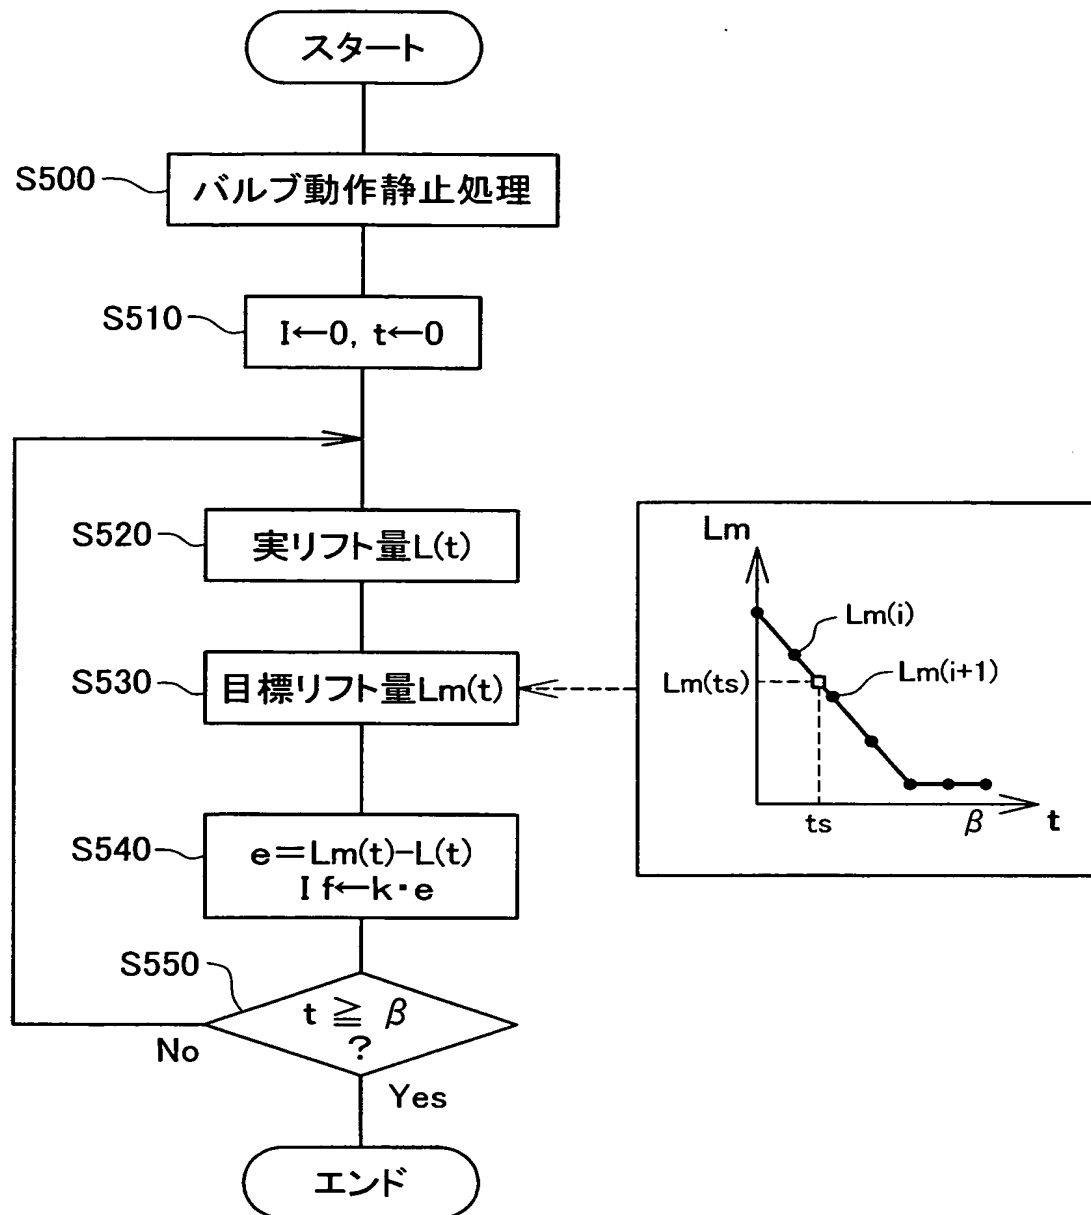 スタート
S500
バルブ動作静止処理
S510
I←0, t←0
S520
実リフト量L(t)
S530
目標リフト量Lm(t)
S540
e=Lm(t)-L(t)
I f←k・e
S550
t ≧ β
?
No
Yes
エンド
Lm
Lm(i)
Lm(ts)
Lm(i+1)
ts
β
t